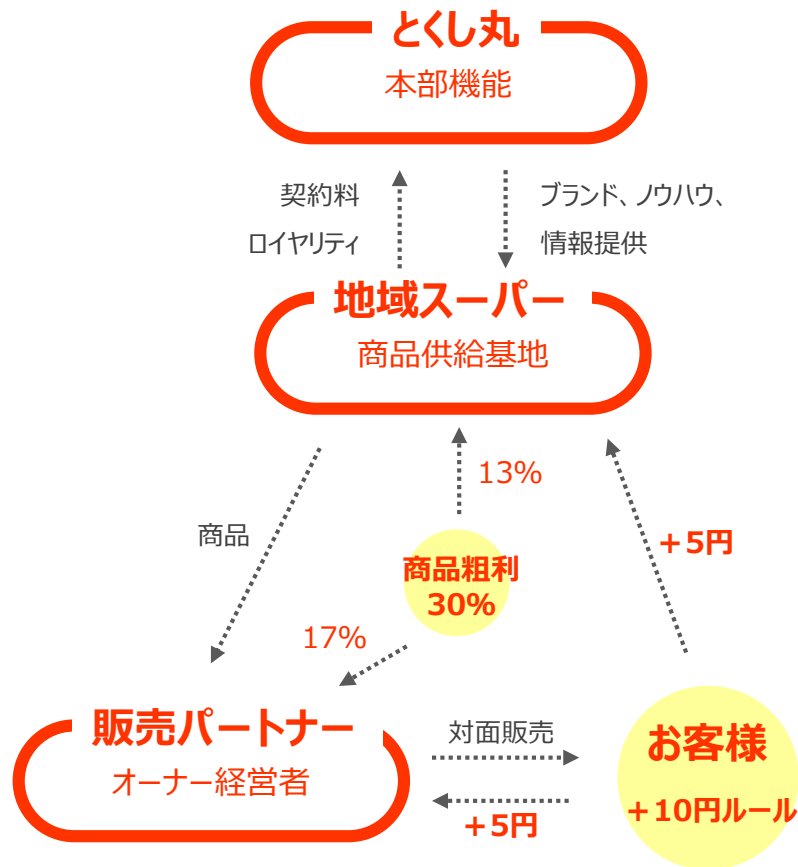 とくし丸
本部機能
契約料
ロイヤリティ
ブランド、ノウハウ、
情報提供
地域スーパー
商品供給基地
13%
商品
+5円
商品粗利
30%
17%
販売パートナー
オーナー経営者
対面販売
+5円
お客様
+10円ルール